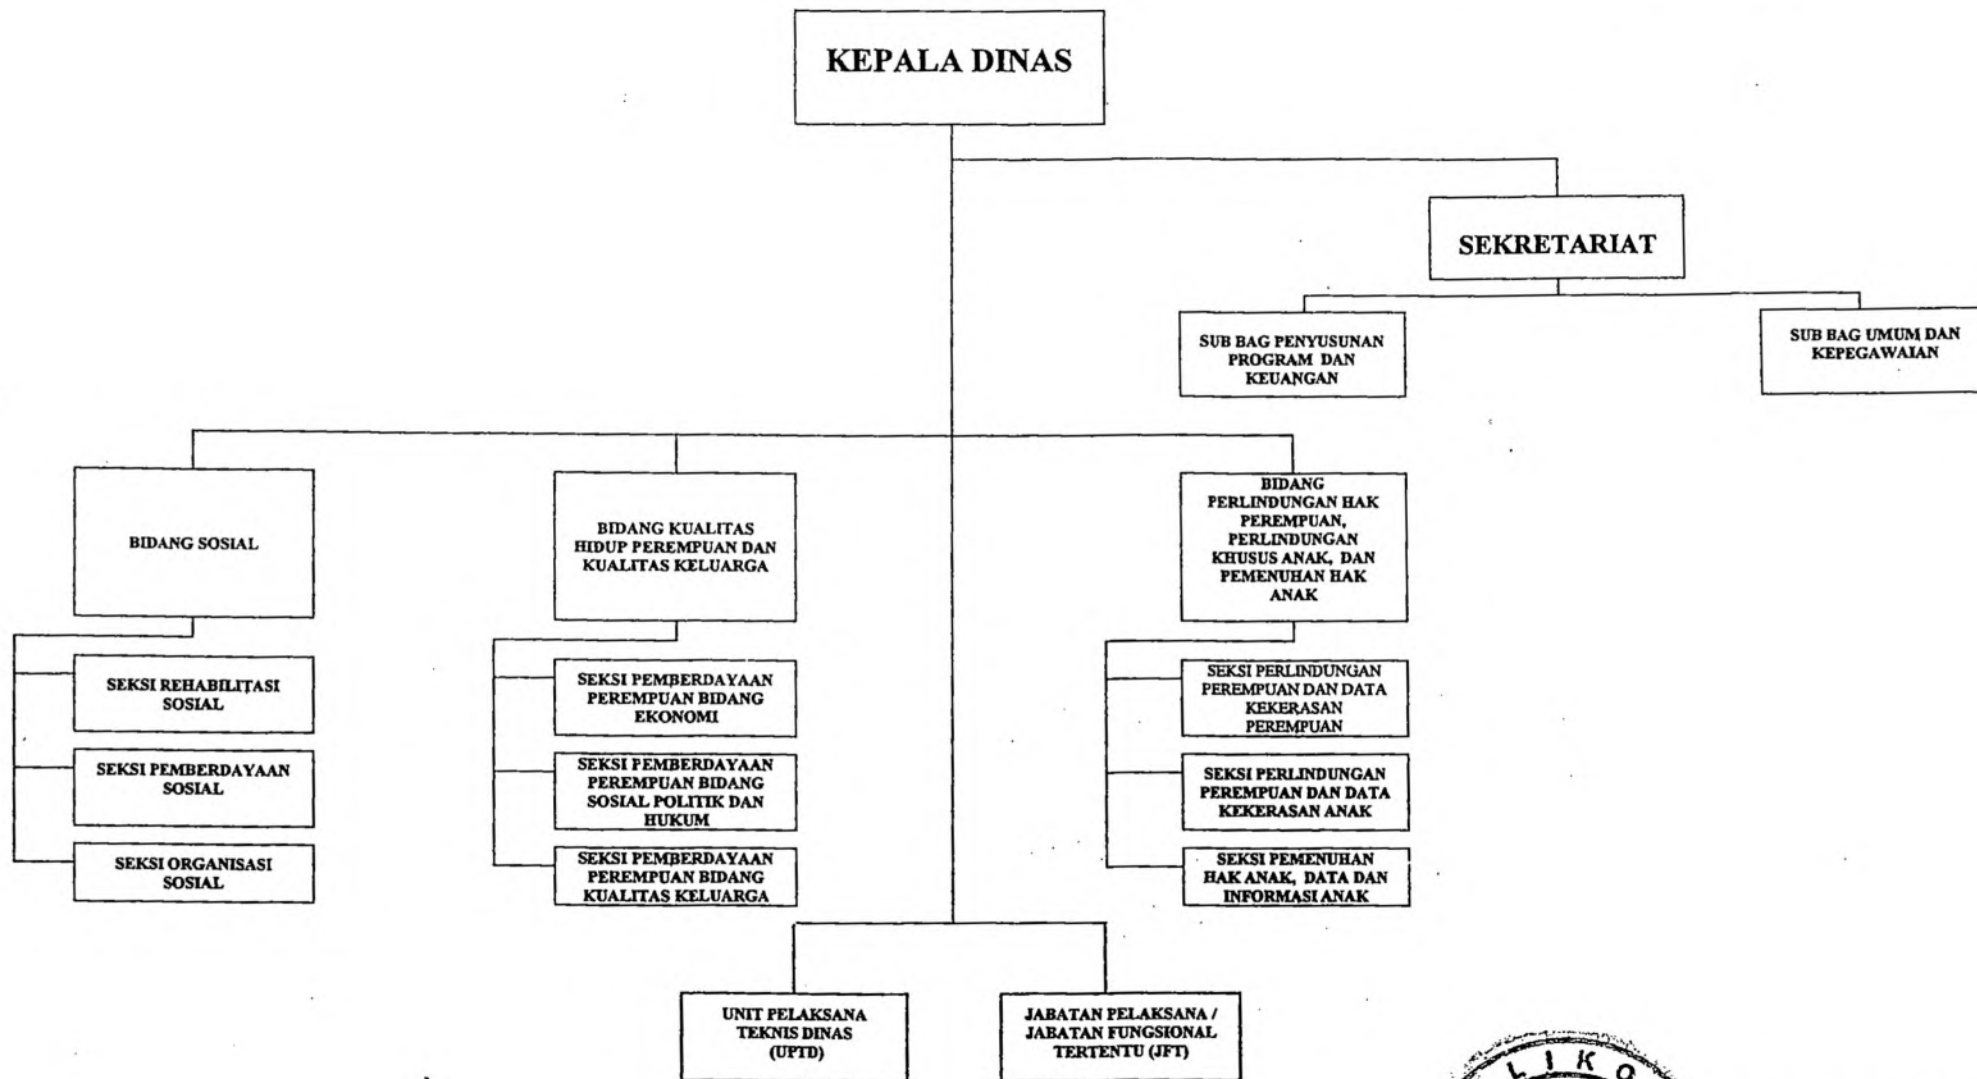 KEPALA DINAS
SEKRETARIAT
SUB BAG PENYUSUNAN
PROGRAM DAN
KEUANGAN
SUB BAG UMUM DAN
KEPEGAWAIAN
BIDANG SOSIAL
BIDANG KUALITAS
HIDUP PEREMPUAN DAN
KUALITAS KELUARGA
BIDANG
PERLINDUNGAN HAK
PEREMPUAN,
PERLINDUNGAN
KHUSUS ANAK, DAN
PEMENUHAN HAK
ANAK
SEKSI REHABILITASI
SOSIAL
SEKSI PEMBERDAYAAN
SOSIAL
SEKSI ORGANISASI
SOSIAL
SEKSI PEMBERDAYAAN
PEREMPUAN BIDANG
EKONOMI
SEKSI PEMBERDAYAAN
PEREMPUAN BIDANG
SOSIAL POLITIK DAN
HUKUM
SEKSI PEMBERDAYAAN
PEREMPUAN BIDANG
KUALITAS KELUARGA
SEKSI PERLINDUNGAN
PEREMPUAN DAN DATA
KEKERASAN
PEREMPUAN
SEKSI PERLINDUNGAN
PEREMPUAN DAN DATA
KEKERASAN ANAK
SEKSI PEMENUHAN
HAK ANAK, DATA DAN
INFORMASI ANAK
UNIT PELAKSANA
TEKNIS DINAS
(UPTD)
JABATAN PELAKSANA /
JABATAN FUNGSIONAL
TERTENTU (JFT)